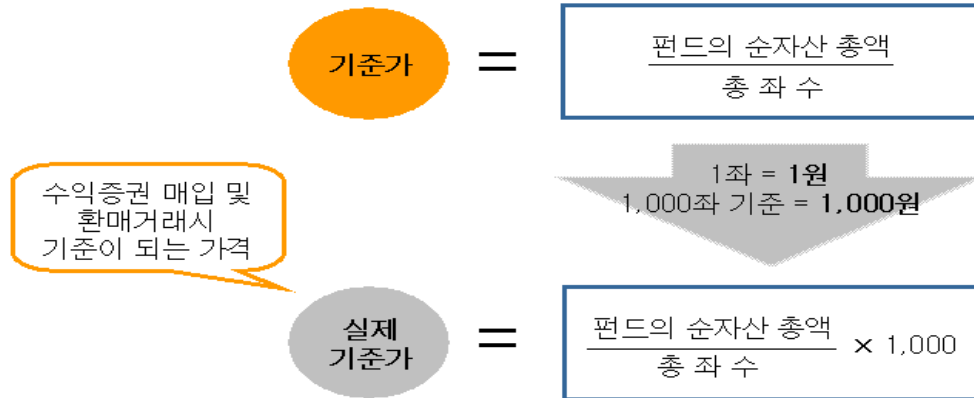 기준가
=
펀드의 순자산 총액
총 좌 수
1좌 = 1원
1,000좌 기준 = 1,000원
수익증권 매입 및
환매거래시
기준이 되는 가격
실제
기준가
=
펀드의 순자산 총액
총 좌 수
× 1,000